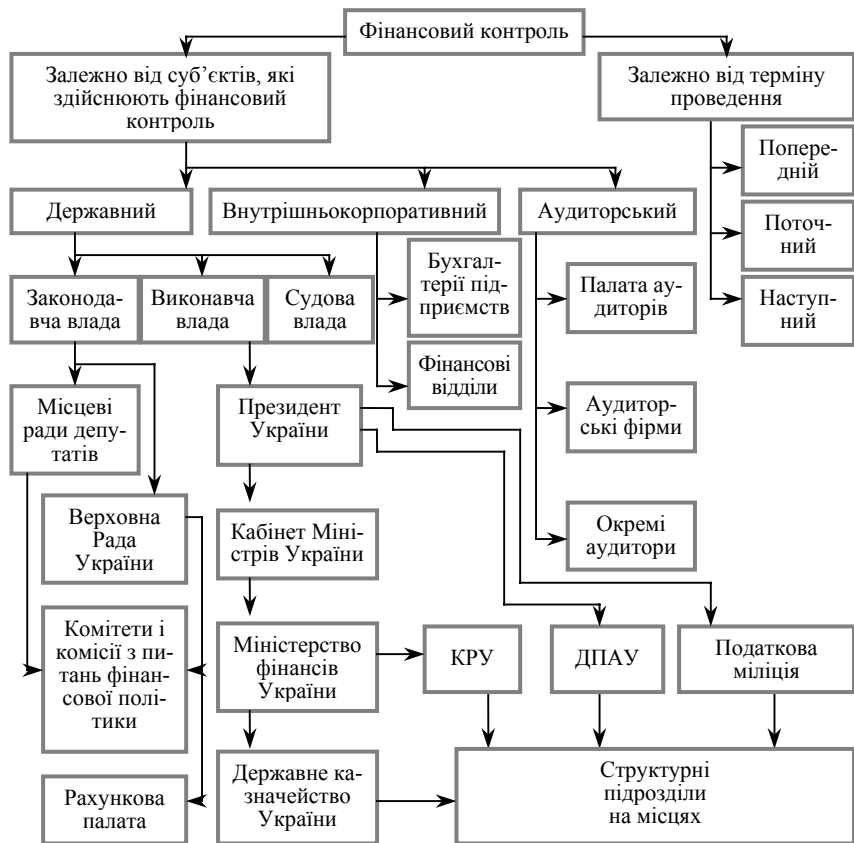 Фінансовий контроль
Залежно від суб’єктів, які
здійснюють фінансовий
контроль
Залежно від терміну
проведення
Попере-
дній
Поточ-
ний
Наступ-
ний
Державний
Внутрішньокорпоративний
Аудиторський
Законода-
вча влада
Виконавча
влада
Судова
влада
Бухгал-
терії під-
приємств
Фінансові
відділи
Палата ау-
диторів
Аудитор-
ські фірми
Окремі
аудитори
Місцеві
ради депу-
татів
Президент
України
Верховна
Рада
України
Кабінет Міні-
стрів України
Комітети і
комісії з пи-
тань фінан-
сової полі-
тики
Міністерство
фінансів
України
КРУ
ДПАУ
Податкова
міліція
Рахункова
палата
Державне ка-
значейство
України
Структурні
підрозділи
на місцях